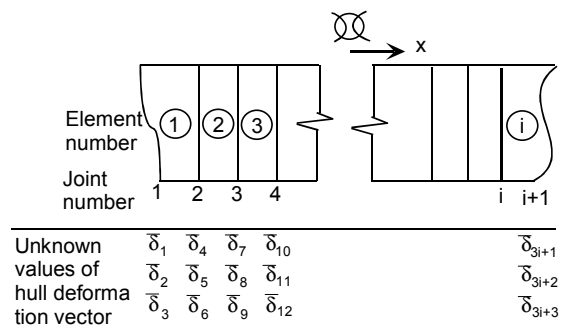 x
Element number
1 2 3 i
Joint number
1 2 3 4 i i+1
Unknown values of hull deforma tion vector
δ̅₁ δ̅₄ δ̅₇ δ̅₁₀ δ̅₃ᵢ₊₁
δ̅₂ δ̅₅ δ̅₈ δ̅₁₁ δ̅₃ᵢ₊₂
δ̅₃ δ̅₆ δ̅₉ δ̅₁₂ δ̅₃ᵢ₊₃